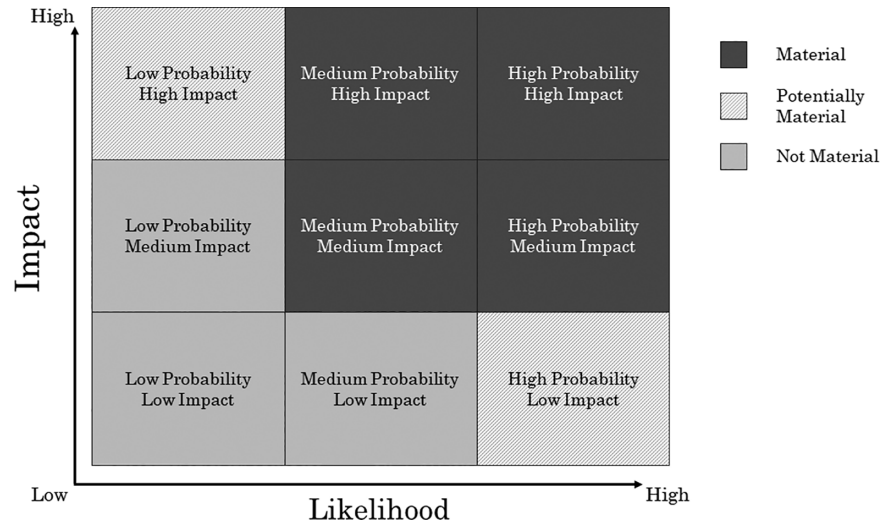 High
Low Probability
High Impact
Medium Probability
High Impact
High Probability
High Impact
Material
Potentially
Material
Not Material
Impact
Low Probability
Medium Impact
Medium Probability
Medium Impact
High Probability
Medium Impact
Low Probability
Low Impact
Medium Probability
Low Impact
High Probability
Low Impact
Low
Likelihood
High